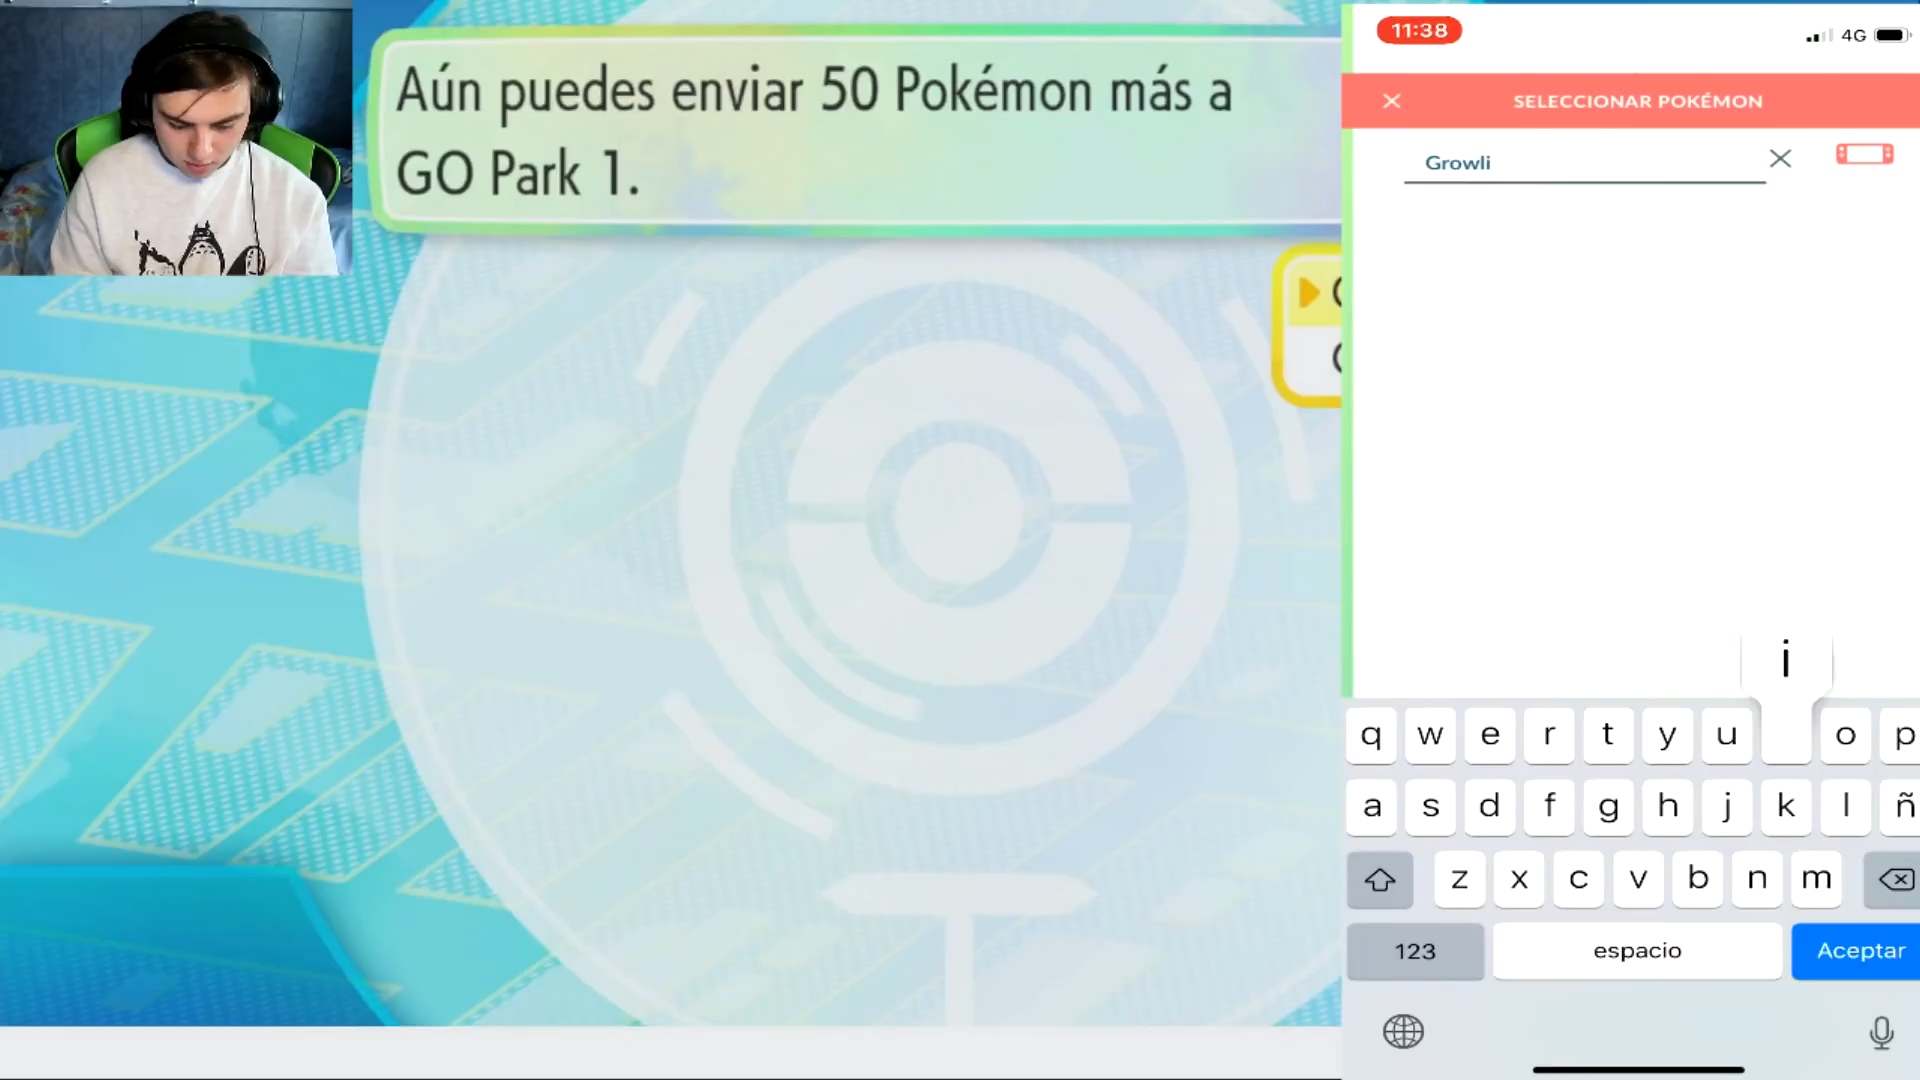 Aún puedes enviar 50 Pokémon más a
GO Park 1.
11:38
4G
SELECCIONAR POKÉMON
Growli
i
q w e r t y u o p
a s d f g h j k l ñ
z x c v b n m
123 espacio Aceptar